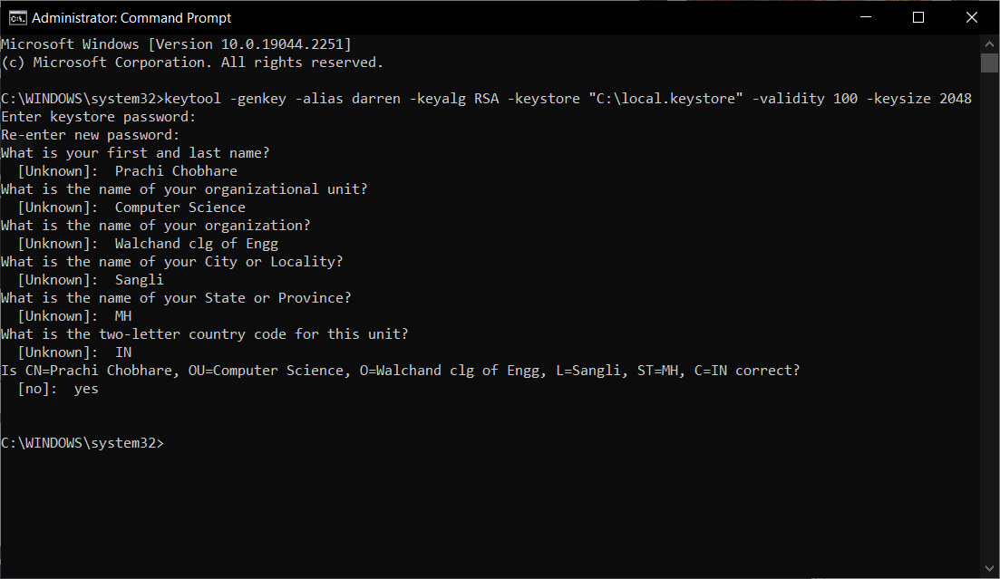 Administrator: Command Prompt
Microsoft Windows [Version 10.0.19044.2251]
(c) Microsoft Corporation. All rights reserved.
C:\WINDOWS\system32>keytool -genkey -alias darren -keyalg RSA -keystore "C:\local.keystore" -validity 100 -keysize 2048
Enter keystore password:
Re-enter new password:
What is your first and last name?
[Unknown]: Prachi Chobhare
What is the name of your organizational unit?
[Unknown]: Computer Science
What is the name of your organization?
[Unknown]: Walchand clg of Engg
What is the name of your City or Locality?
[Unknown]: Sangli
What is the name of your State or Province?
[Unknown]: MH
What is the two-letter country code for this unit?
[Unknown]: IN
Is CN=Prachi Chobhare, OU=Computer Science, O=Walchand clg of Engg, L=Sangli, ST=MH, C=IN correct?
[no]: yes
C:\WINDOWS\system32>